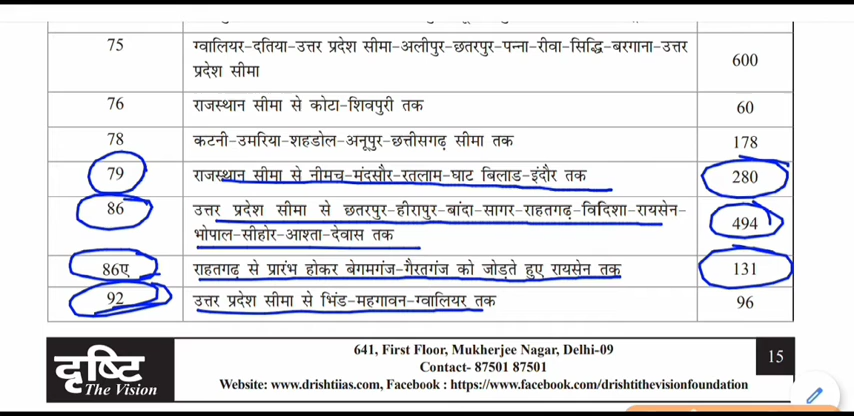 75 ग्वालियर-दतिया-उत्तर प्रदेश सीमा-अलीपुर-छतरपुर-पन्ना-रीवा-सिद्धि-बरगाना-उत्तर
प्रदेश सीमा 600
76 राजस्थान सीमा से कोटा-शिवपुरी तक 60
78 कटनी-उमरिया-शहडोल-अनूपुर-छत्तीसगढ़ सीमा तक 178
79 राजस्थान सीमा से नीमच-मंदसौर-रतलाम-घाट बिलाड-इंदौर तक 280
86 उत्तर प्रदेश सीमा से छतरपुर-हीरापुर-बांदा-सागर-राहतगढ़-विदिशा-रायसेन-
भोपाल-सीहोर-आश्ता-देवास तक 494
86ए राहतगढ़ से प्रारंभ होकर बेगमगंज-गैरतगंज को जोड़ते हुए रायसेन तक 131
92 उत्तर प्रदेश सीमा से भिंड-महगावन-ग्वालियर तक 96
दृष्टि
The Vision
641, First Floor, Mukherjee Nagar, Delhi-09
Contact- 87501 87501
Website: www.drishtiias.com, Facebook : https://www.facebook.com/drishtithevisionfoundation
15